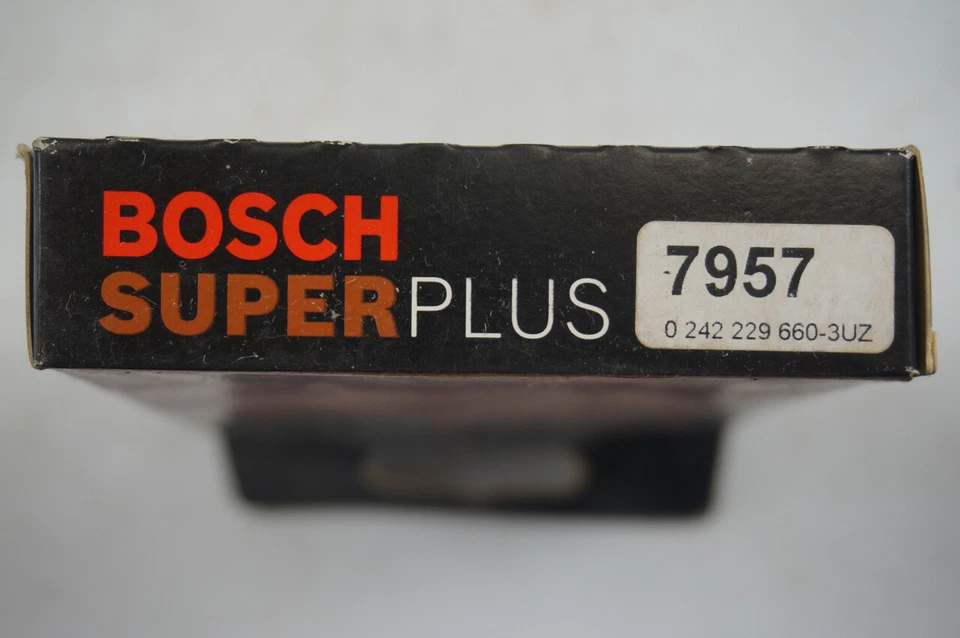 BOSCH
SUPERPLUS
7957
0 242 229 660-3UZ